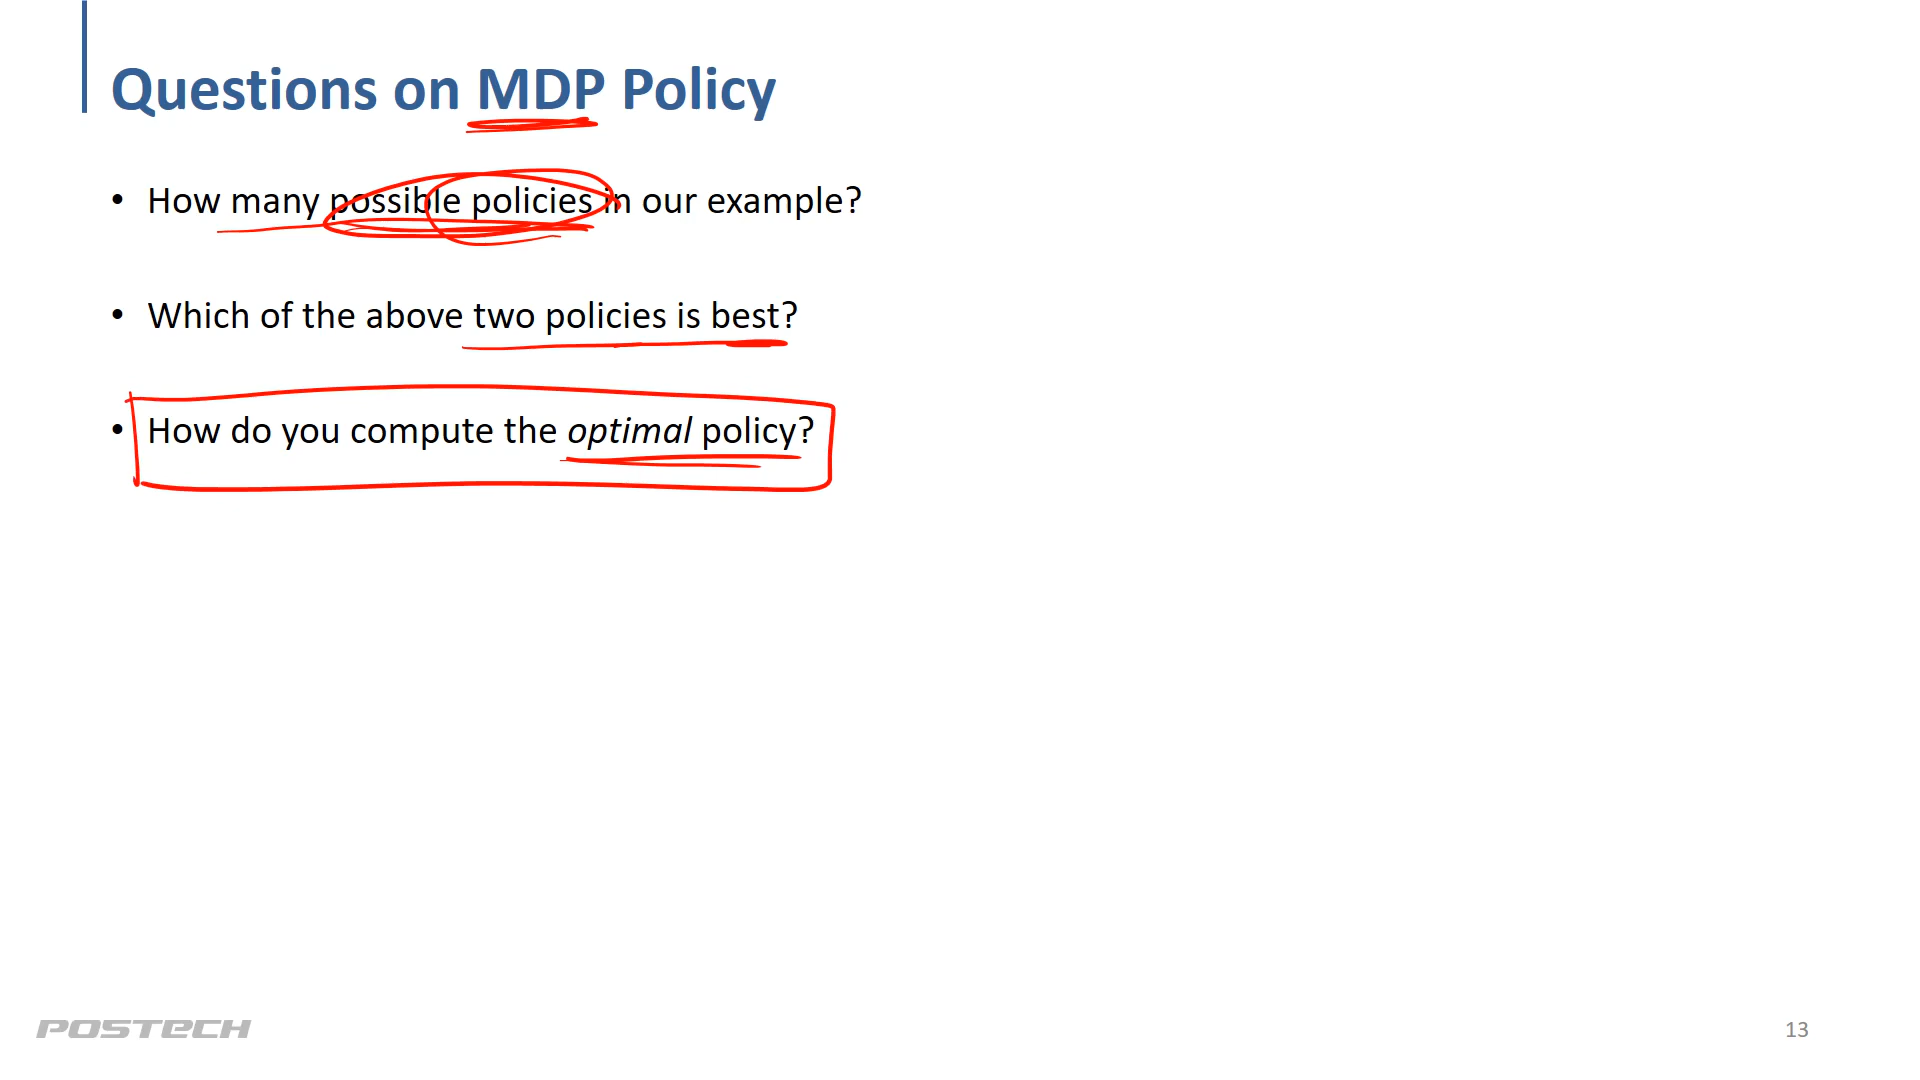 Questions on MDP Policy
• How many possible policies in our example?
• Which of the above two policies is best?
• How do you compute the optimal policy?
POSTECH
13